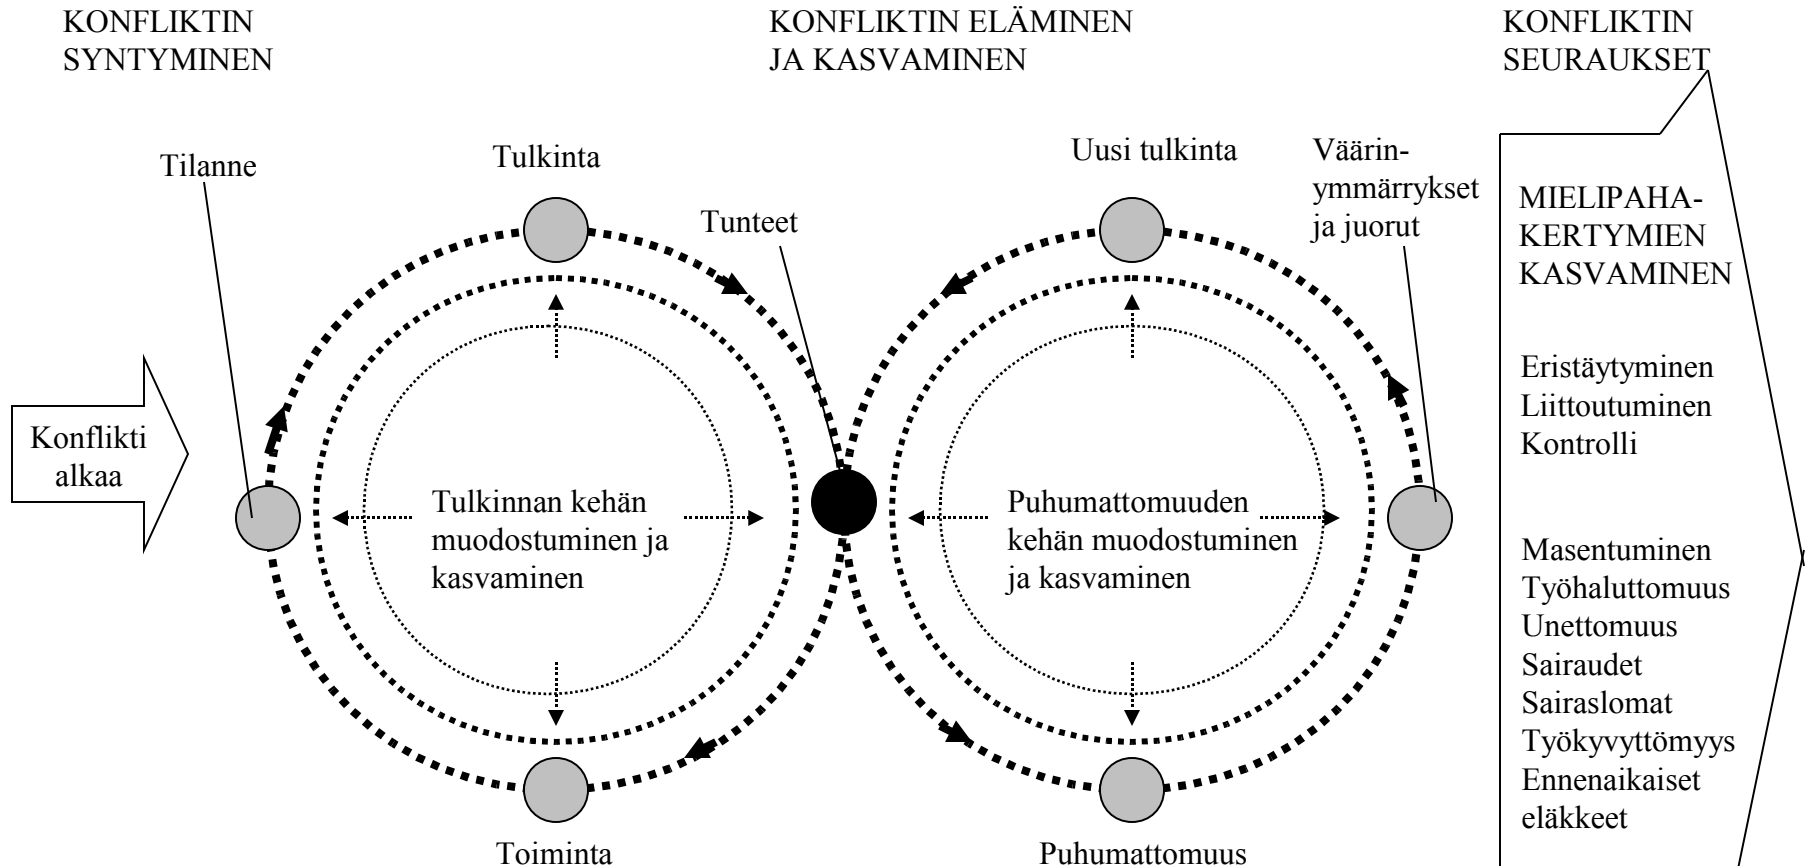 KONFLIKTIN
SYNTYMINEN
KONFLIKTIN ELÄMINEN
JA KASVAMINEN
KONFLIKTIN
SEURAUKSET
Tilanne
Tulkinta
Tunteet
Uusi tulkinta
Väärin-
ymmärrykset
ja juorut
Konflikti
alkaa
Tulkinnan kehän
muodostuminen ja
kasvaminen
Puhumattomuuden
kehän muodostuminen
ja kasvaminen
Toiminta
Puhumattomuus
MIELIPAHA-
KERTYMIEN
KASVAMINEN
Eristäytyminen
Liittoutuminen
Kontrolli
Masentuminen
Työhaluttomuus
Unettomuus
Sairaudet
Sairaslomat
Työkyvyttömyys
Ennenaikaiset
eläkkeet